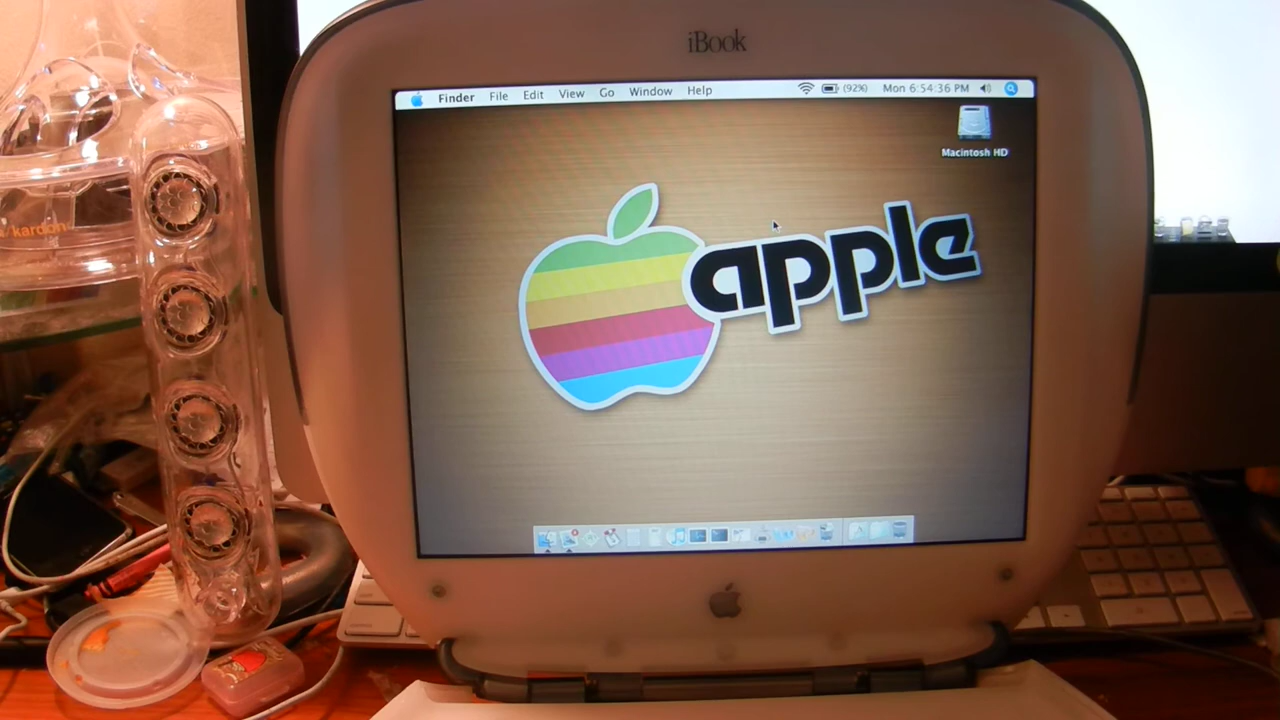 iBook
Finder File Edit View Go Window Help (92%) Mon 6:54:36 PM
Macintosh HD
apple
/kardon